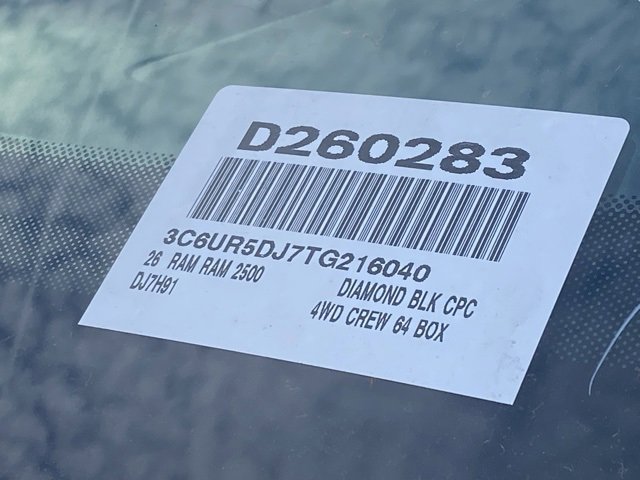 D260283
3C6UR5DJ7TG216040
26 RAM RAM 2500 DIAMOND BLK CPC
DJ7H91 4WD CREW 64 BOX